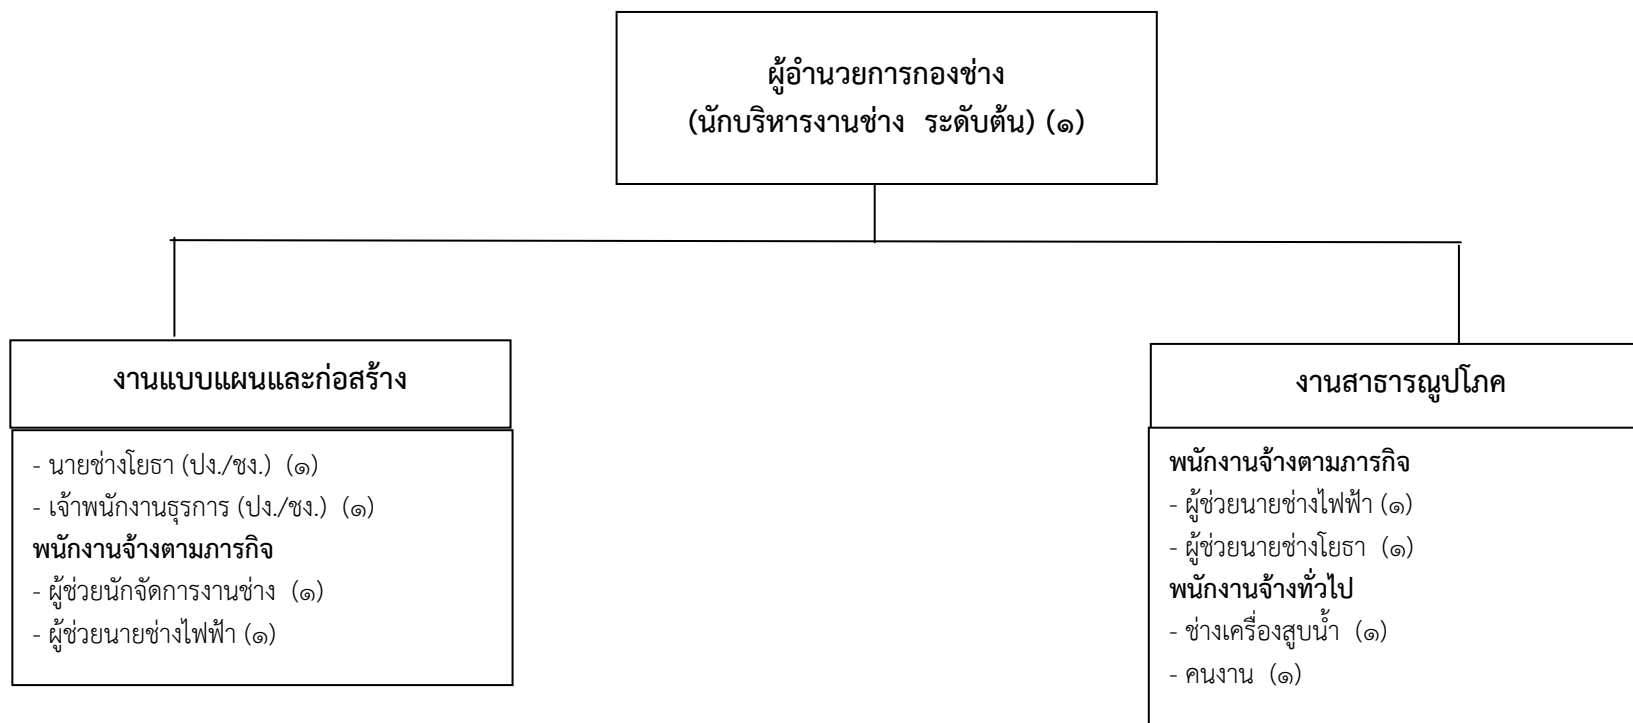 ผู้อำนวยการกองช่าง
(นักบริหารงานช่าง ระดับต้น) (๑)
งานแบบแผนและก่อสร้าง
- นายช่างโยธา (ปง./ชง.) (๑)
- เจ้าพนักงานธุรการ (ปง./ชง.) (๑)
พนักงานจ้างตามภารกิจ
- ผู้ช่วยนักจัดการงานช่าง (๑)
- ผู้ช่วยนายช่างไฟฟ้า (๑)
งานสาธารณูปโภค
พนักงานจ้างตามภารกิจ
- ผู้ช่วยนายช่างไฟฟ้า (๑)
- ผู้ช่วยนายช่างโยธา (๑)
พนักงานจ้างทั่วไป
- ช่างเครื่องสูบน้ำ (๑)
- คนงาน (๑)